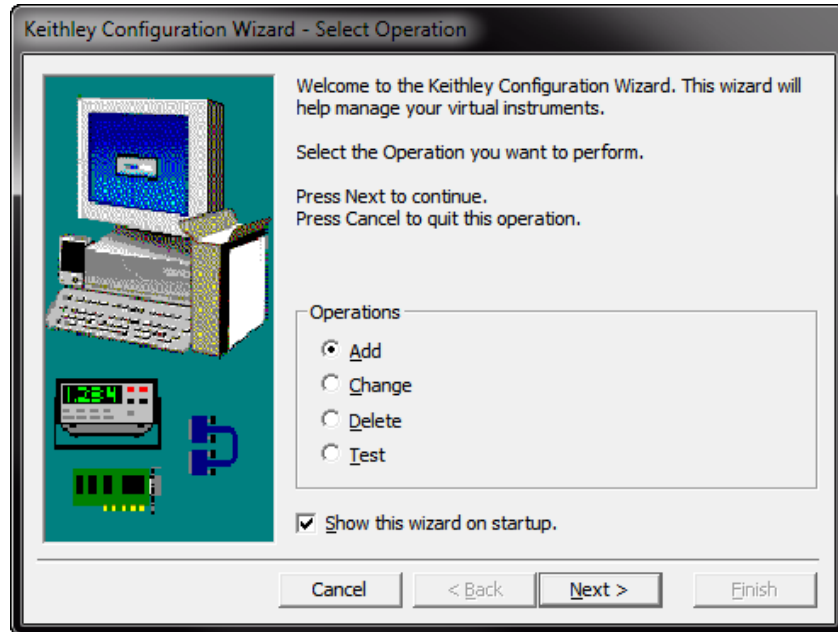 Keithley Configuration Wizard - Select Operation
Welcome to the Keithley Configuration Wizard. This wizard will
help manage your virtual instruments.
Select the Operation you want to perform.
Press Next to continue.
Press Cancel to quit this operation.
Operations
Add
Change
Delete
Test
1.234
Show this wizard on startup.
Cancel
< Back
Next >
Finish